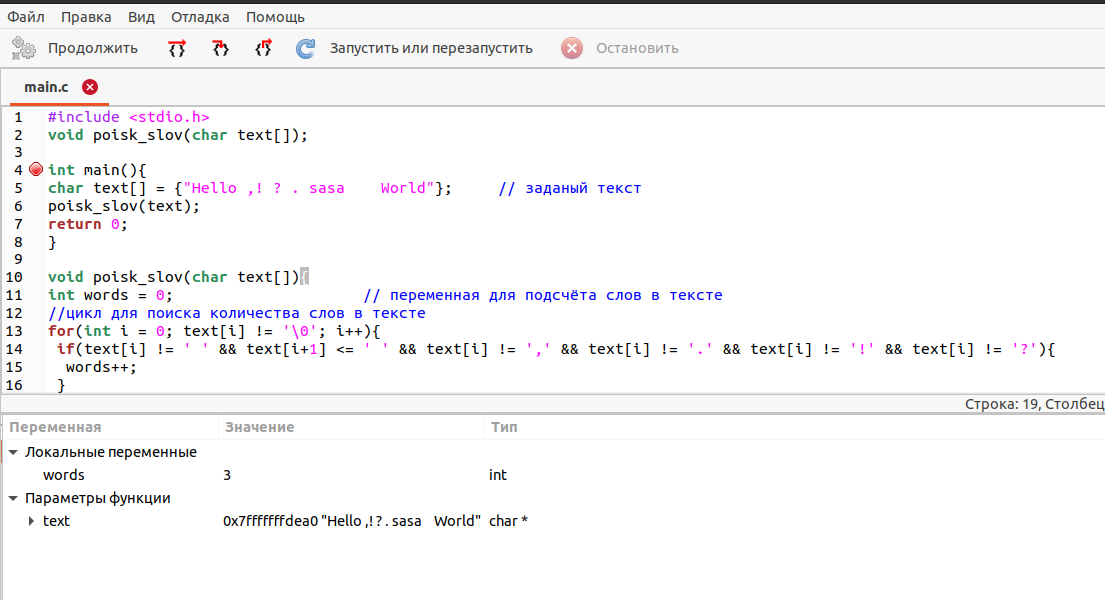 Файл Правка Вид Отладка Помощь
Продолжить {} {} {} Запустить или перезапустить Остановить
main.c
1 #include <stdio.h>
2 void poisk_slov(char text[]);
3
4 int main(){
5 char text[] = {"Hello ,! ? . sasa    World"};     // заданый текст
6 poisk_slov(text);
7 return 0;
8 }
9
10 void poisk_slov(char text[]){
11 int words = 0;                     // переменная для подсчёта слов в тексте
12 //цикл для поиска количества слов в тексте
13 for(int i = 0; text[i] != '\0'; i++){
14  if(text[i] != ' ' && text[i+1] <= ' ' && text[i] != ',' && text[i] != '.' && text[i] != '!' && text[i] != '?'){
15   words++;
16  }
Строка: 19, Столбец
Переменная Значение Тип
Локальные переменные
words 3 int
Параметры функции
text 0x7fffffffdea0 "Hello ,! ? . sasa    World" char *